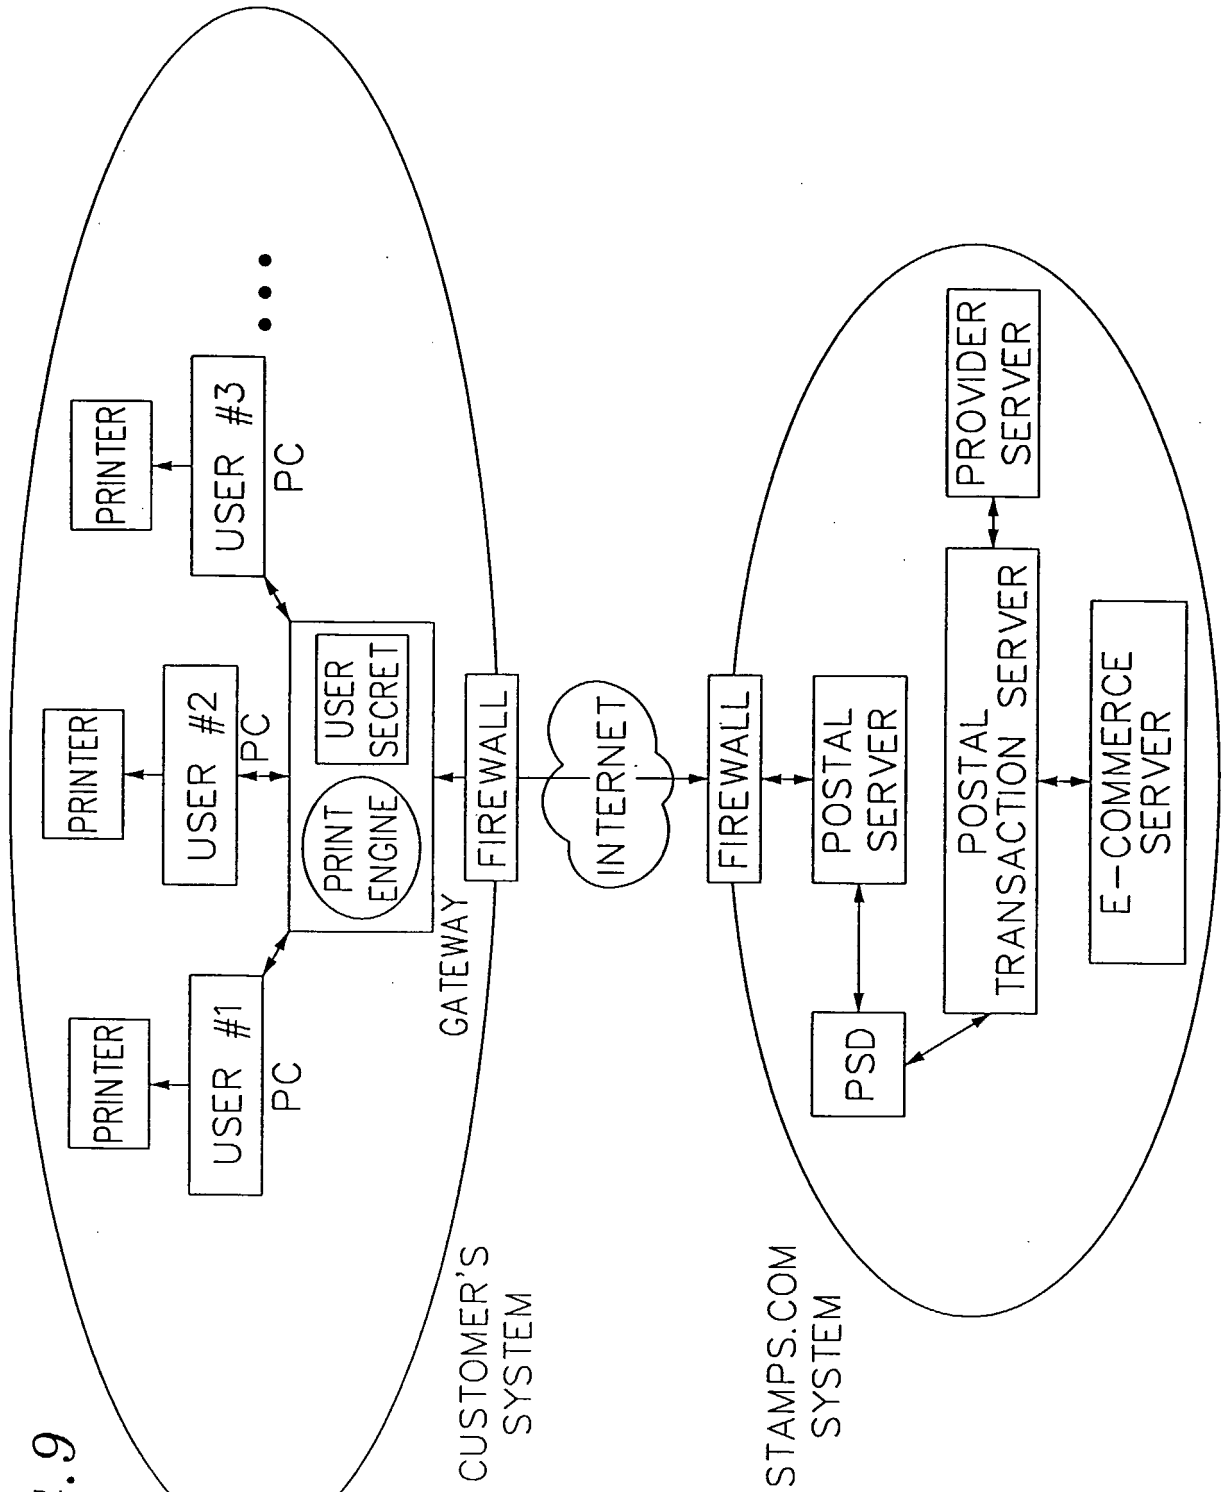 PRINTER
PRINTER
PRINTER
USER #1
PC
USER #2
PC
USER #3
PC
PRINT
ENGINE
USER
SECRET
GATEWAY
FIREWALL
CUSTOMER'S
SYSTEM
INTERNET
FIREWALL
STAMPS.COM
SYSTEM
PSD
POSTAL
SERVER
POSTAL
TRANSACTION SERVER
PROVIDER
SERVER
E-COMMERCE
SERVER
.9